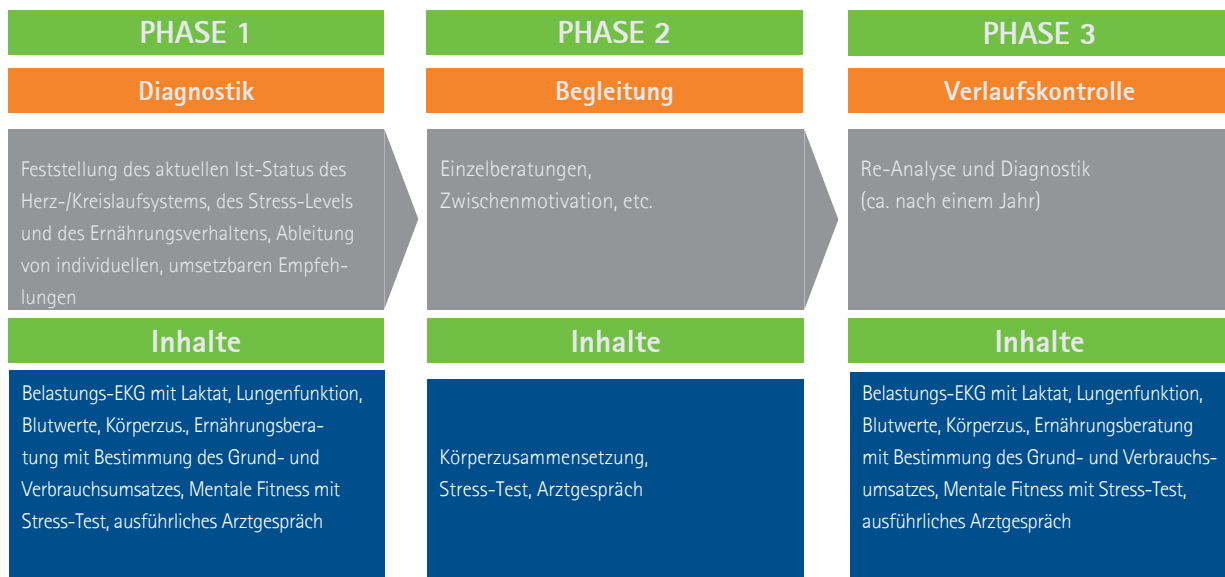 PHASE 1
Diagnostik
Feststellung des aktuellen Ist-Status des
Herz-/Kreislaufsystems, des Stress-Levels
und des Ernährungsverhaltens, Ableitung
von individuellen, umsetzbaren Empfeh-
lungen
Inhalte
Belastungs-EKG mit Laktat, Lungenfunktion,
Blutwerte, Körperzus., Ernährungsbera-
tung mit Bestimmung des Grund- und
Verbrauchsumsatzes, Mentale Fitness mit
Stress-Test, ausführliches Arztgespräch
PHASE 2
Begleitung
Einzelberatungen,
Zwischenmotivation, etc.
Inhalte
Körperzusammensetzung,
Stress-Test, Arztgespräch
PHASE 3
Verlaufskontrolle
Re-Analyse und Diagnostik
(ca. nach einem Jahr)
Inhalte
Belastungs-EKG mit Laktat, Lungenfunktion,
Blutwerte, Körperzus., Ernährungsberatung
mit Bestimmung des Grund- und Verbrauchs-
umsatzes, Mentale Fitness mit Stress-Test,
ausführliches Arztgespräch